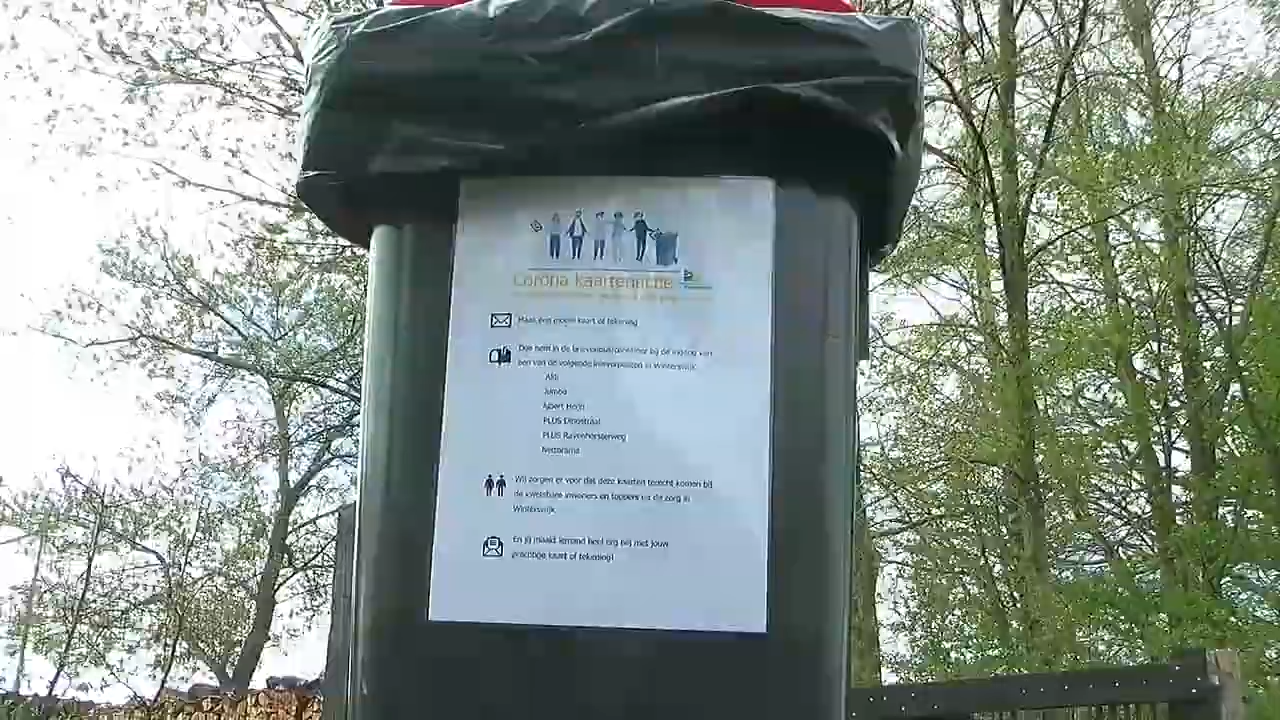 Corona kaartenactie
Maak een mooie kaart of tekening
Doe hem in de brievenbuscontainer bij de ingang van
een van de volgende inleverpunten in Winterswijk:
Aldi
Jumbo
Albert Heijn
PLUS Dingstraat
PLUS Ravenhorsterweg
Nettorama
Wij zorgen er voor dat deze kaarten terecht komen bij
de kwetsbare inwoners en toppers uit de zorg in
Winterswijk
En jij maakt iemand heel erg blij met jouw
prachtige kaart of tekening!